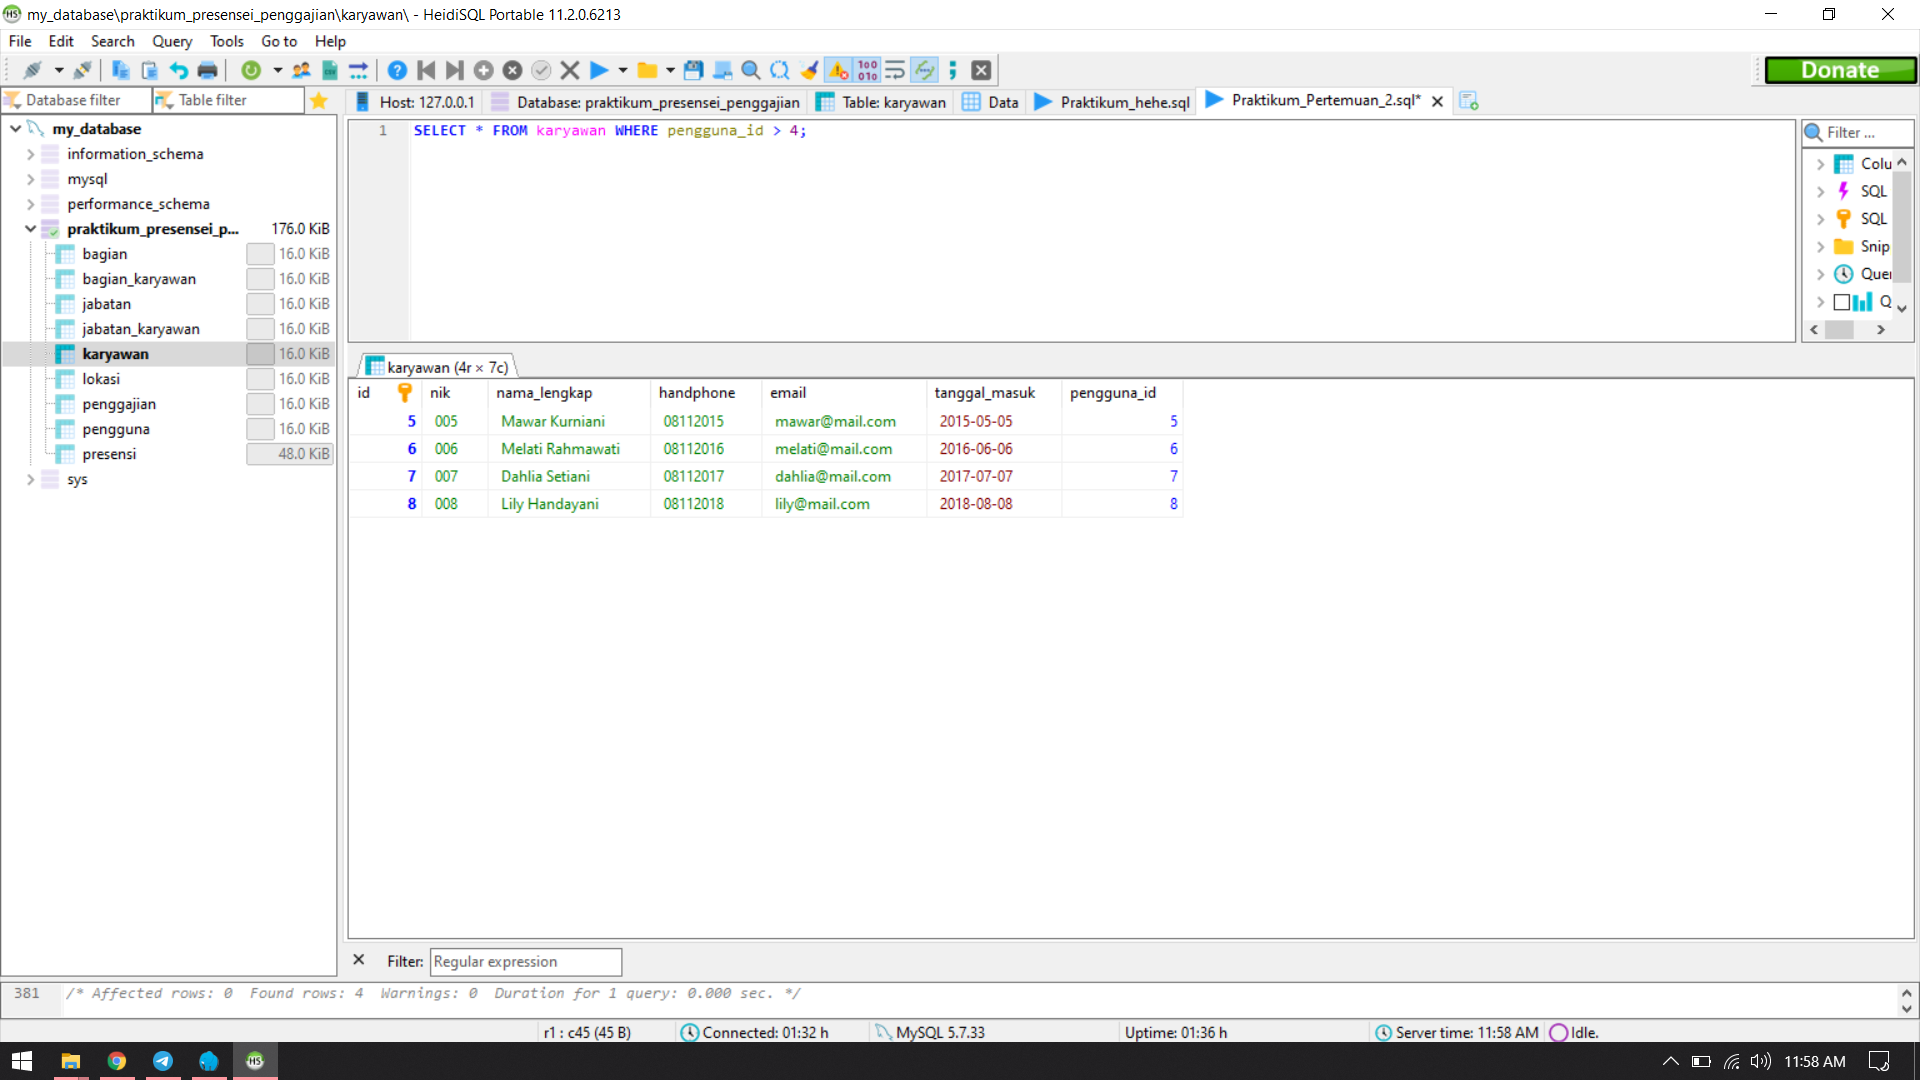 my_database\praktikum_presensei_penggajian\karyawan\ - HeidiSQL Portable 11.2.0.6213
File Edit Search Query Tools Go to Help
Donate
Database filter Table filter
Host: 127.0.0.1 Database: praktikum_presensei_penggajian Table: karyawan Data Praktikum_hehe.sql Praktikum_Pertemuan_2.sql*
my_database
information_schema
mysql
performance_schema
praktikum_presensei_p... 176.0 KiB
bagian 16.0 KiB
bagian_karyawan 16.0 KiB
jabatan 16.0 KiB
jabatan_karyawan 16.0 KiB
karyawan 16.0 KiB
lokasi 16.0 KiB
penggajian 16.0 KiB
pengguna 16.0 KiB
presensi 48.0 KiB
sys
1 SELECT * FROM karyawan WHERE pengguna_id > 4;
Filter ...
Colu
SQL
SQL
Snip
Quer
Q
karyawan (4r × 7c)
id nik nama_lengkap handphone email tanggal_masuk pengguna_id
5 005 Mawar Kurniani 08112015 mawar@mail.com 2015-05-05 5
6 006 Melati Rahmawati 08112016 melati@mail.com 2016-06-06 6
7 007 Dahlia Setiani 08112017 dahlia@mail.com 2017-07-07 7
8 008 Lily Handayani 08112018 lily@mail.com 2018-08-08 8
Filter: Regular expression
381 /* Affected rows: 0 Found rows: 4 Warnings: 0 Duration for 1 query: 0.000 sec. */
r1 : c45 (45 B) Connected: 01:32 h MySQL 5.7.33 Uptime: 01:36 h Server time: 11:58 AM Idle.
HS 11:58 AM